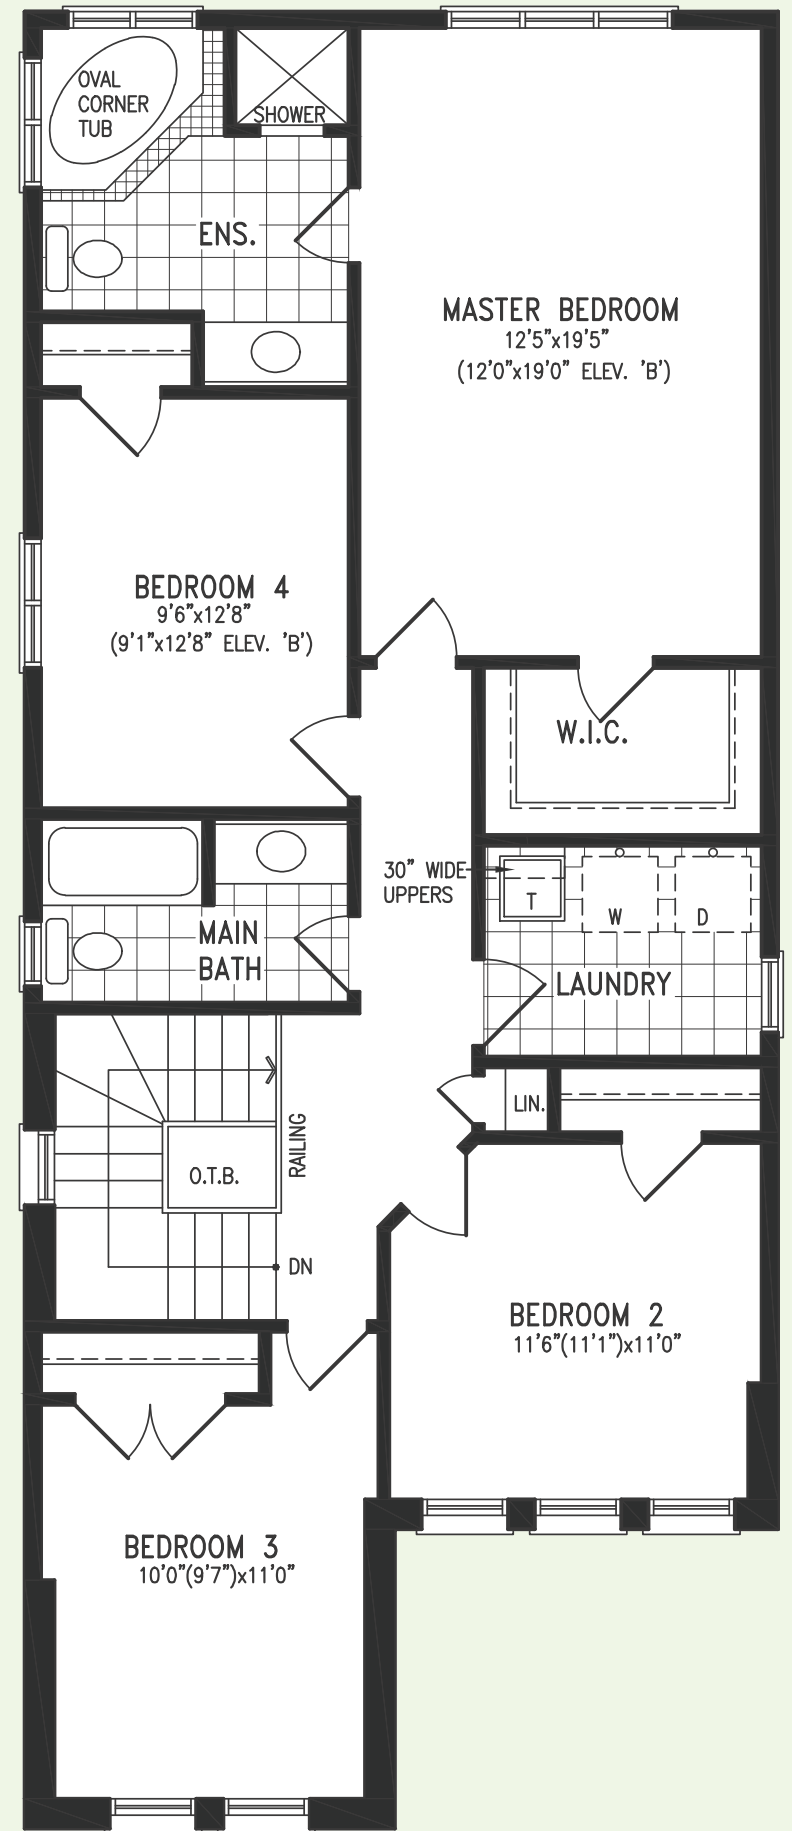 OVAL
CORNER
TUB
SHOWER
ENS.
MASTER BEDROOM
12'5"x19'5"
(12'0"x19'0" ELEV. 'B')
BEDROOM 4
9'6"x12'8"
(9'1"x12'8" ELEV. 'B')
W.I.C.
30" WIDE
UPPERS
T
W
D
MAIN
BATH
LAUNDRY
LIN.
RAILING
O.T.B.
DN
BEDROOM 2
11'6"(11'1")x11'0"
BEDROOM 3
10'0"(9'7")x11'0"